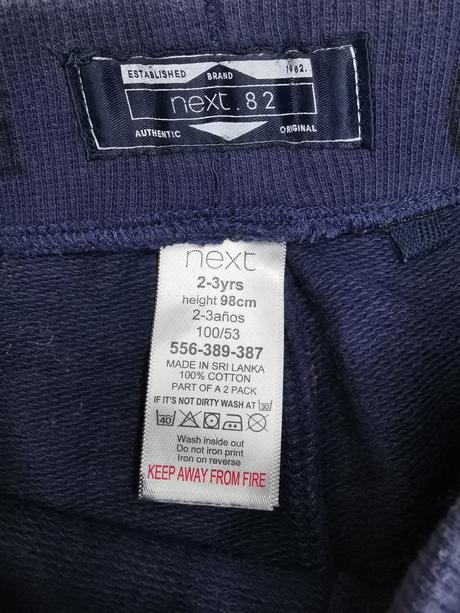 ESTABLISHED BRAND 1982.
next.82
AUTHENTIC ORIGINAL
next
2-3yrs
height 98cm
2-3años
100/53
556-389-387
MADE IN SRI LANKA
100% COTTON
PART OF A 2 PACK
IF IT'S NOT DIRTY WASH AT 30
40
Wash inside out
Do not iron print
Iron on reverse
KEEP AWAY FROM FIRE